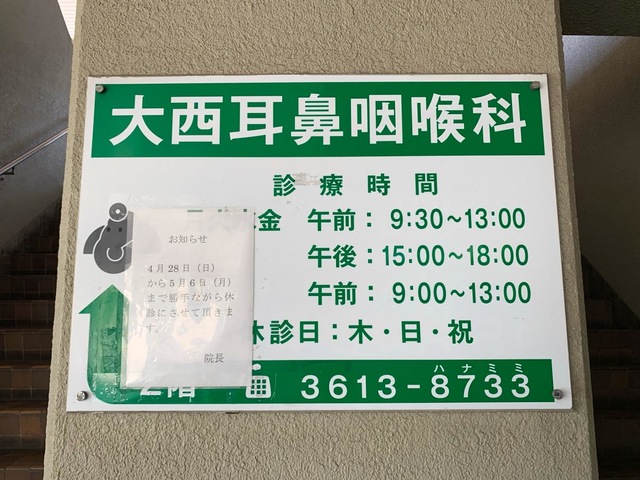 大西耳鼻咽喉科
診療時間
金 午前：9:30～13:00
午後：15:00～18:00
午前：9:00～13:00
休診日：木・日・祝
2階 ☎ 3613-8733
ハナミミ
お知らせ
4月28日（日）
から5月6日（月）
まで勝手ながら休
診にさせて頂きま
す。
院長